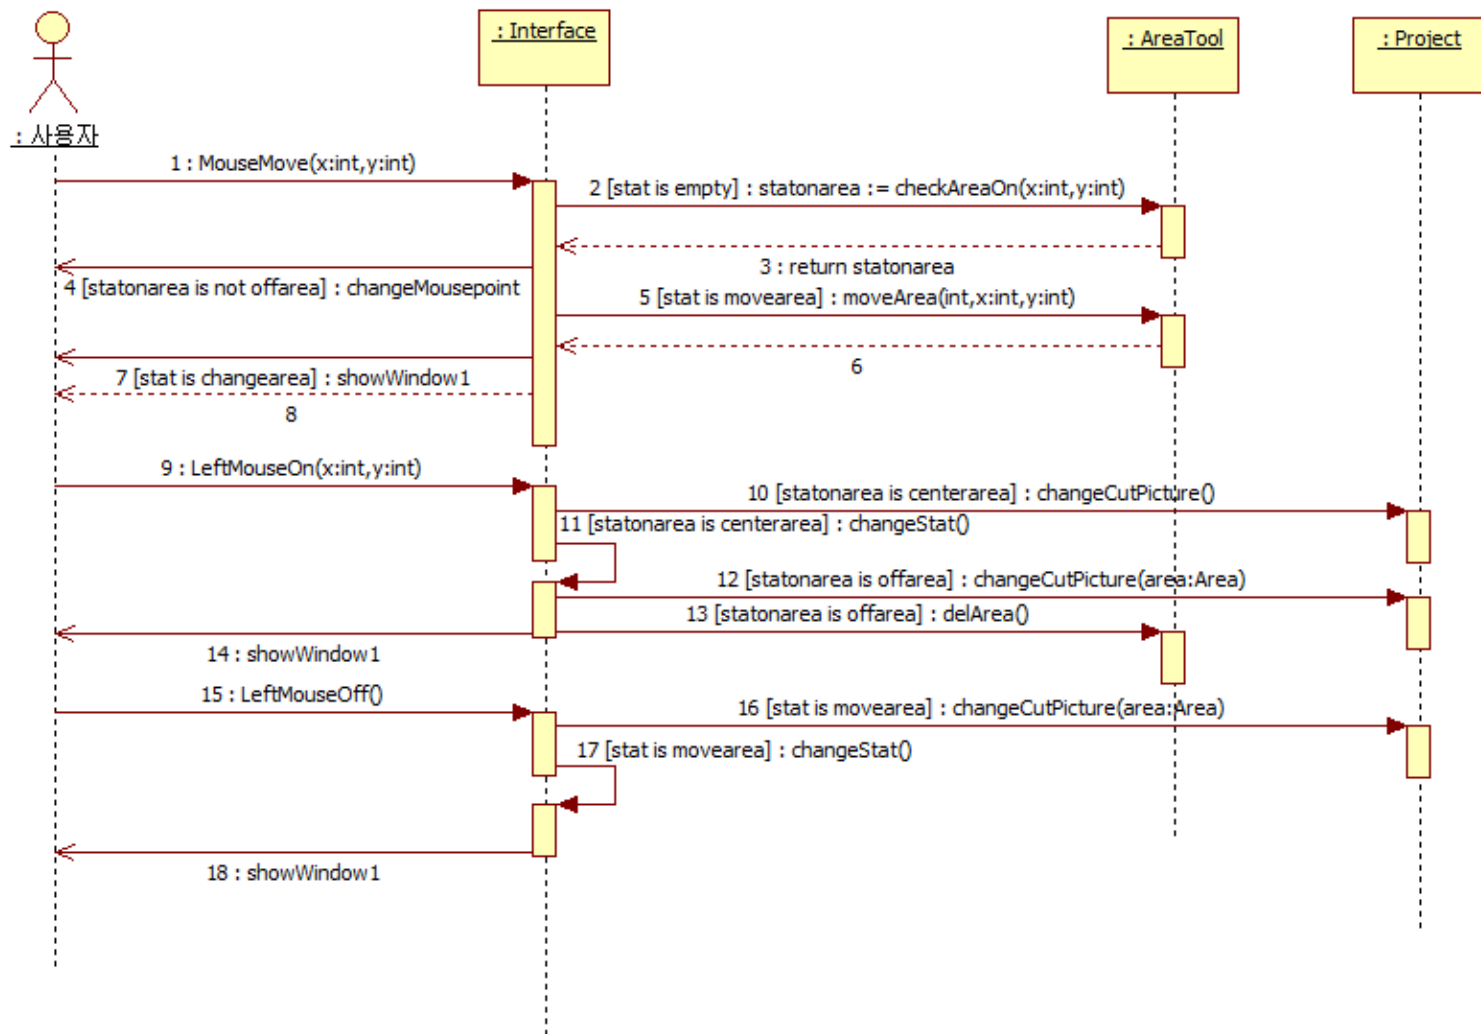 : Interface
: AreaTool
: Project
: 사용자
1 : MouseMove(x:int,y:int)
2 [stat is empty] : statonarea := checkAreaOn(x:int,y:int)
3 : return statonarea
4 [statonarea is not offarea] : changeMousepoint
5 [stat is movearea] : moveArea(int,x:int,y:int)
6
7 [stat is changearea] : showWindow1
8
9 : LeftMouseOn(x:int,y:int)
10 [statonarea is centerarea] : changeCutPicture()
11 [statonarea is centerarea] : changeStat()
12 [statonarea is offarea] : changeCutPicture(area:Area)
13 [statonarea is offarea] : delArea()
14 : showWindow1
15 : LeftMouseOff()
16 [stat is movearea] : changeCutPicture(area:Area)
17 [stat is movearea] : changeStat()
18 : showWindow1